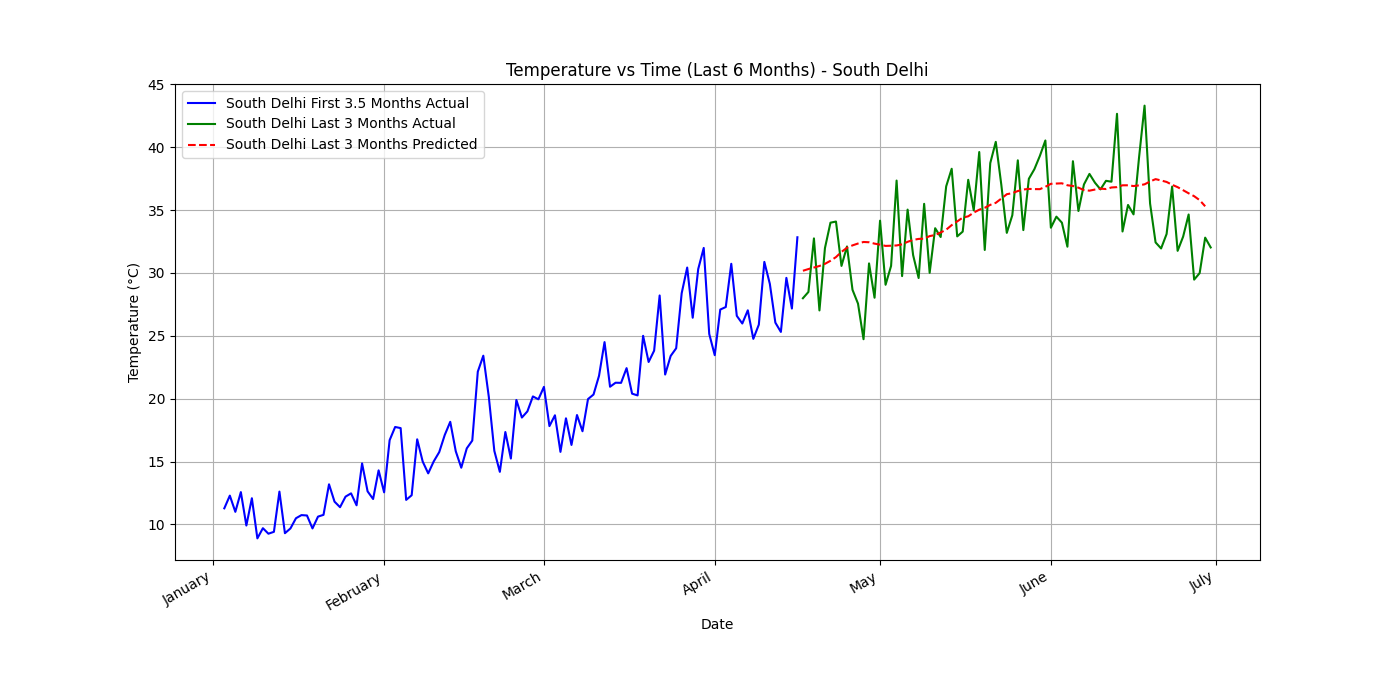 Temperature vs Time (Last 6 Months) - South Delhi
45
40
35
30
25
20
15
10
Temperature (°C)
South Delhi First 3.5 Months Actual
South Delhi Last 3 Months Actual
South Delhi Last 3 Months Predicted
January
February
March
April
May
June
July
Date